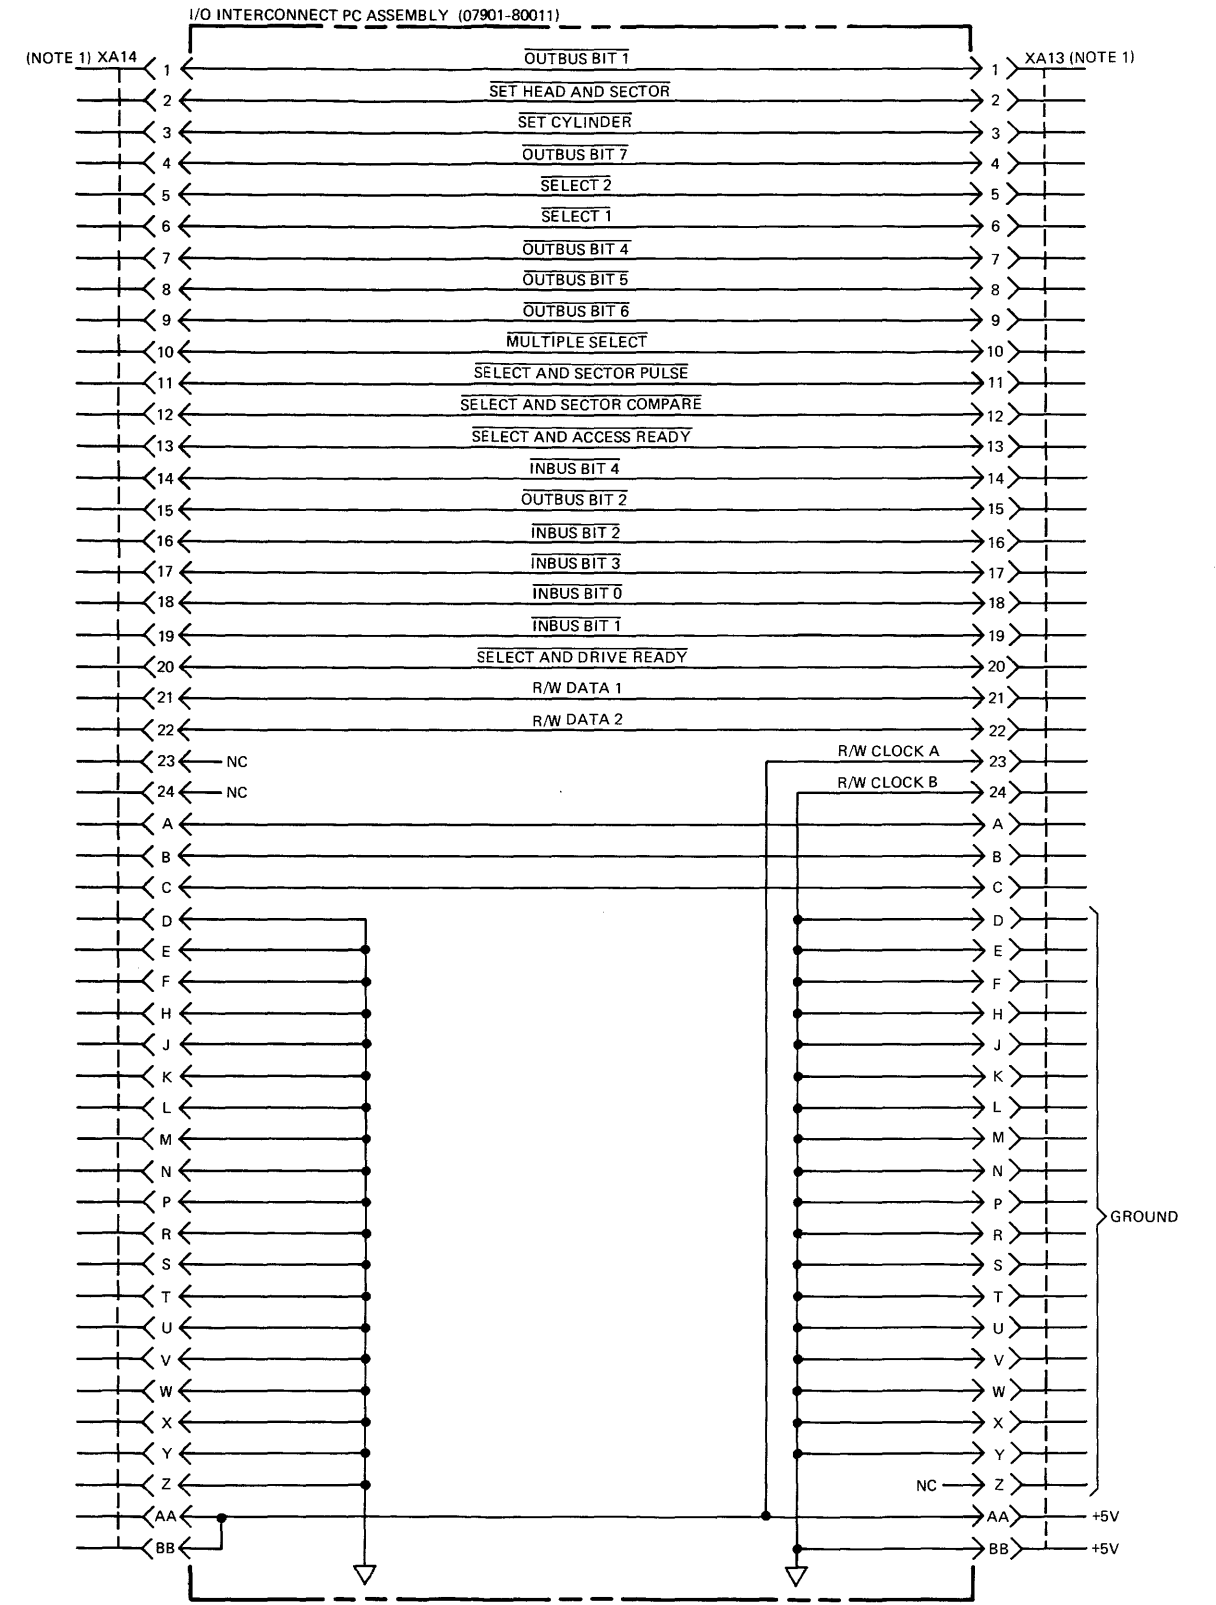 I/O INTERCONNECT PC ASSEMBLY (07901-80011)
(NOTE 1) XA14 XA13 (NOTE 1)
1 OUTBUS BIT 1 1
2 SET HEAD AND SECTOR 2
3 SET CYLINDER 3
4 OUTBUS BIT 7 4
5 SELECT 2 5
6 SELECT 1 6
7 OUTBUS BIT 4 7
8 OUTBUS BIT 5 8
9 OUTBUS BIT 6 9
10 MULTIPLE SELECT 10
11 SELECT AND SECTOR PULSE 11
12 SELECT AND SECTOR COMPARE 12
13 SELECT AND ACCESS READY 13
14 INBUS BIT 4 14
15 OUTBUS BIT 2 15
16 INBUS BIT 2 16
17 INBUS BIT 3 17
18 INBUS BIT 0 18
19 INBUS BIT 1 19
20 SELECT AND DRIVE READY 20
21 R/W DATA 1 21
22 R/W DATA 2 22
23 NC R/W CLOCK A 23
24 NC R/W CLOCK B 24
A A
B B
C C
D D
E E
F F
H H
J J
K K
L L
M M
N N
P P
GROUND
R R
S S
T T
U U
V V
W W
X X
Y Y
Z NC Z
AA AA +5V
BB BB +5V